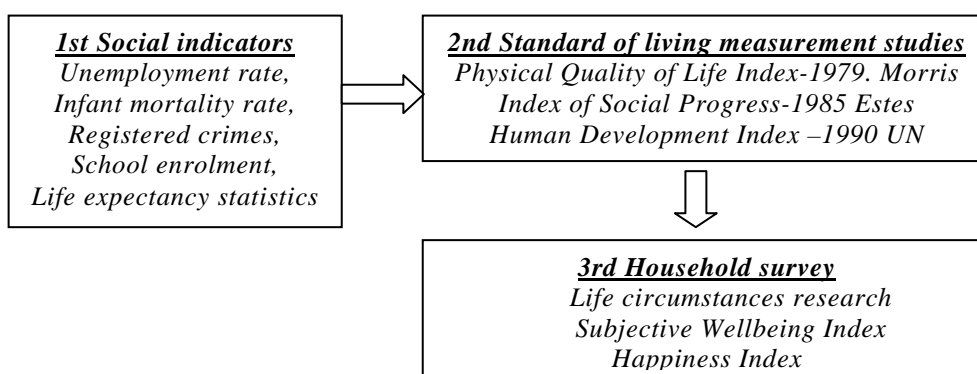 1st Social indicators
Unemployment rate,
Infant mortality rate,
Registered crimes,
School enrolment,
Life expectancy statistics
2nd Standard of living measurement studies
Physical Quality of Life Index-1979. Morris
Index of Social Progress-1985 Estes
Human Development Index –1990 UN
3rd Household survey
Life circumstances research
Subjective Wellbeing Index
Happiness Index